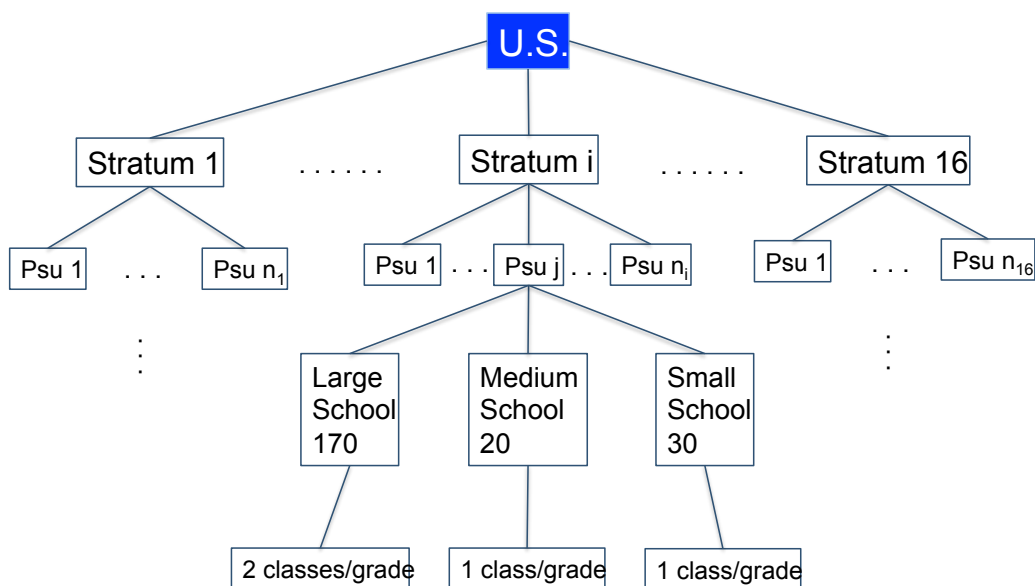 U.S.
Stratum 1
. . . . . .
Stratum i
. . . . . .
Stratum 16
Psu 1
. . .
Psu n1
Psu 1
. . .
Psu j
. . .
Psu ni
Psu 1
. . .
Psu n16
Large
School
170
Medium
School
20
Small
School
30
2 classes/grade
1 class/grade
1 class/grade